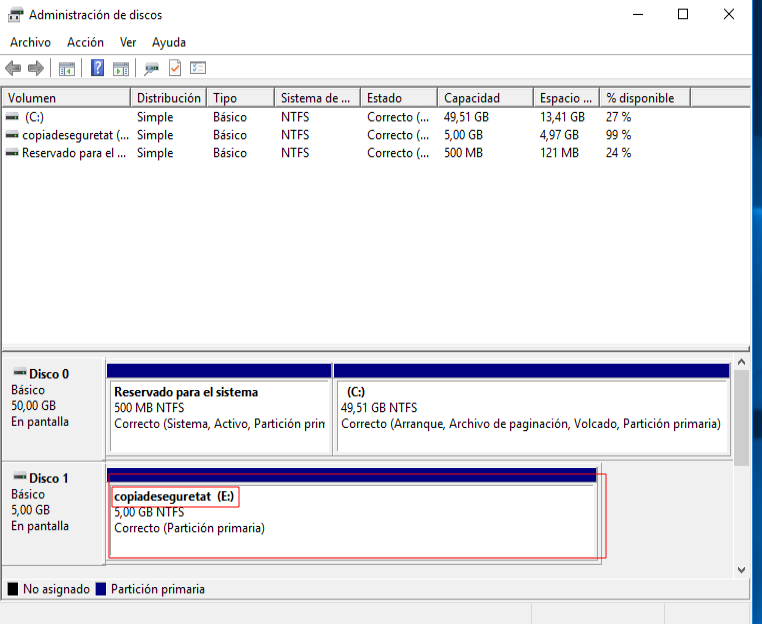 Administración de discos
Archivo Acción Ver Ayuda
Volumen Distribución Tipo Sistema de ... Estado Capacidad Espacio ... % disponible
(C:) Simple Básico NTFS Correcto (... 49,51 GB 13,41 GB 27 %
copiadeseguretat (... Simple Básico NTFS Correcto (... 5,00 GB 4,97 GB 99 %
Reservado para el ... Simple Básico NTFS Correcto (... 500 MB 121 MB 24 %
Disco 0
Básico
50,00 GB
En pantalla
Reservado para el sistema
500 MB NTFS
Correcto (Sistema, Activo, Partición prin
(C:)
49,51 GB NTFS
Correcto (Arranque, Archivo de paginación, Volcado, Partición primaria)
Disco 1
Básico
5,00 GB
En pantalla
copiadeseguretat (E:)
5,00 GB NTFS
Correcto (Partición primaria)
No asignado Partición primaria